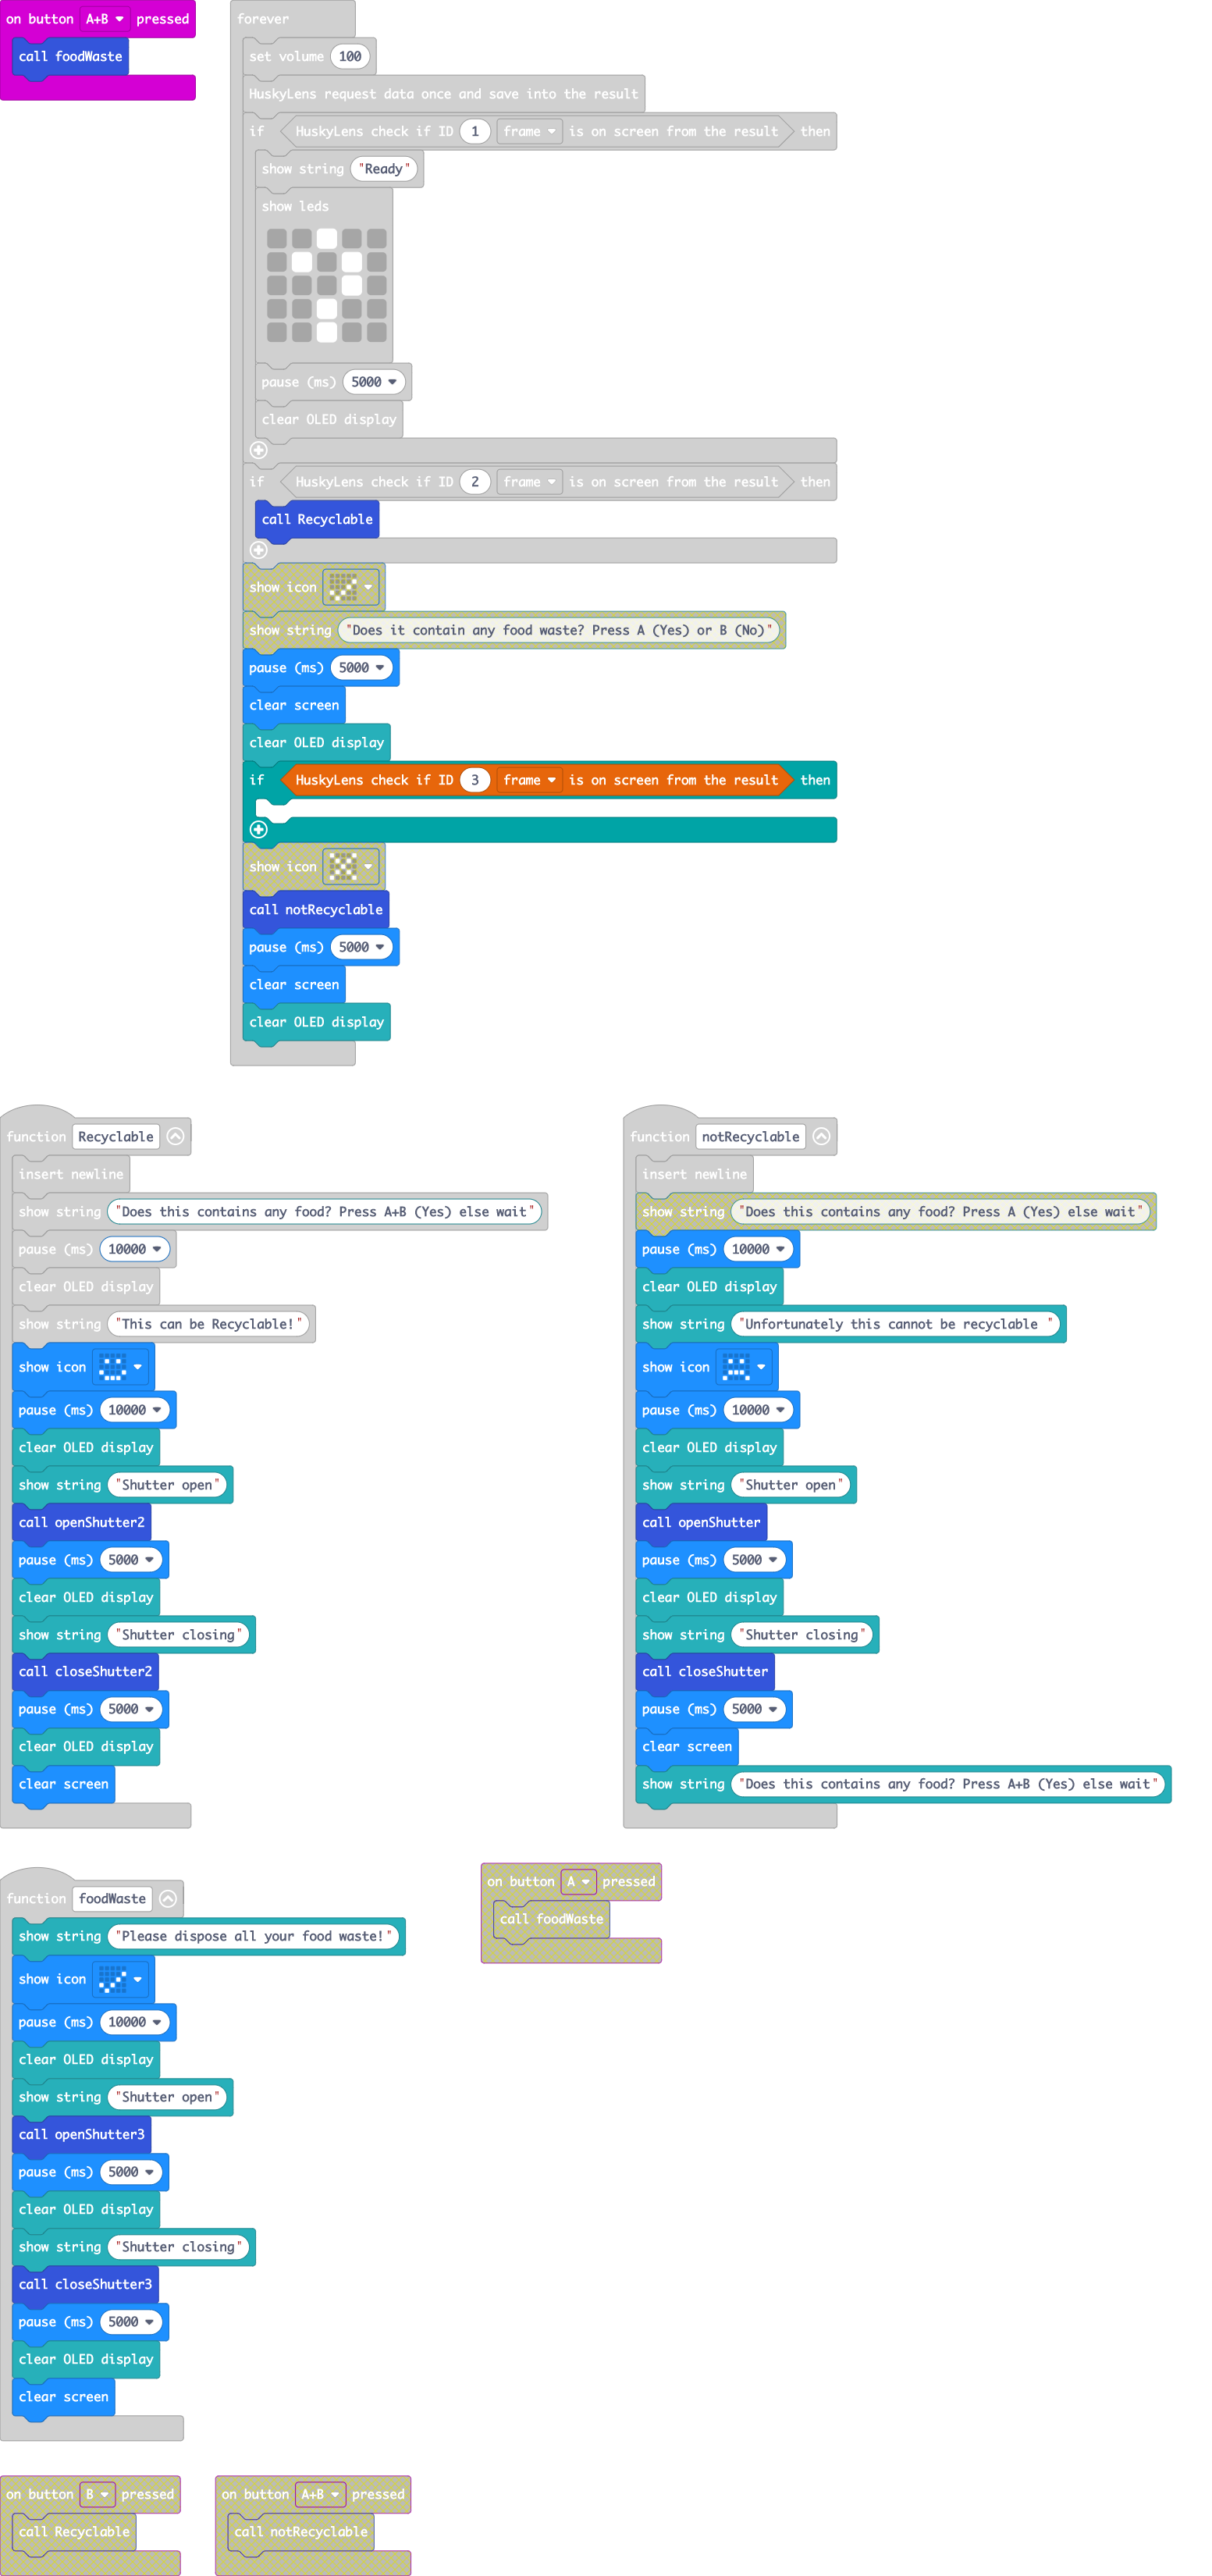 on button A+B pressed
call foodWaste
forever
set volume 100
HuskyLens request data once and save into the result
if HuskyLens check if ID 1 frame is on screen from the result then
show string "Ready"
show leds
pause (ms) 5000
clear OLED display
if HuskyLens check if ID 2 frame is on screen from the result then
call Recyclable
show icon
show string "Does it contain any food waste? Press A (Yes) or B (No)"
pause (ms) 5000
clear screen
clear OLED display
if HuskyLens check if ID 3 frame is on screen from the result then
show icon
call notRecyclable
pause (ms) 5000
clear screen
clear OLED display
function Recyclable
insert newline
show string "Does this contains any food? Press A+B (Yes) else wait"
pause (ms) 10000
clear OLED display
show string "This can be Recyclable!"
show icon
pause (ms) 10000
clear OLED display
show string "Shutter open"
call openShutter2
pause (ms) 5000
clear OLED display
show string "Shutter closing"
call closeShutter2
pause (ms) 5000
clear OLED display
clear screen
function notRecyclable
insert newline
show string "Does this contains any food? Press A (Yes) else wait"
pause (ms) 10000
clear OLED display
show string "Unfortunately this cannot be recyclable "
show icon
pause (ms) 10000
clear OLED display
show string "Shutter open"
call openShutter
pause (ms) 5000
clear OLED display
show string "Shutter closing"
call closeShutter
pause (ms) 5000
clear screen
show string "Does this contains any food? Press A+B (Yes) else wait"
function foodWaste
show string "Please dispose all your food waste!"
show icon
pause (ms) 10000
clear OLED display
show string "Shutter open"
call openShutter3
pause (ms) 5000
clear OLED display
show string "Shutter closing"
call closeShutter3
pause (ms) 5000
clear OLED display
clear screen
on button A pressed
call foodWaste
on button B pressed
call Recyclable
on button A+B pressed
call notRecyclable